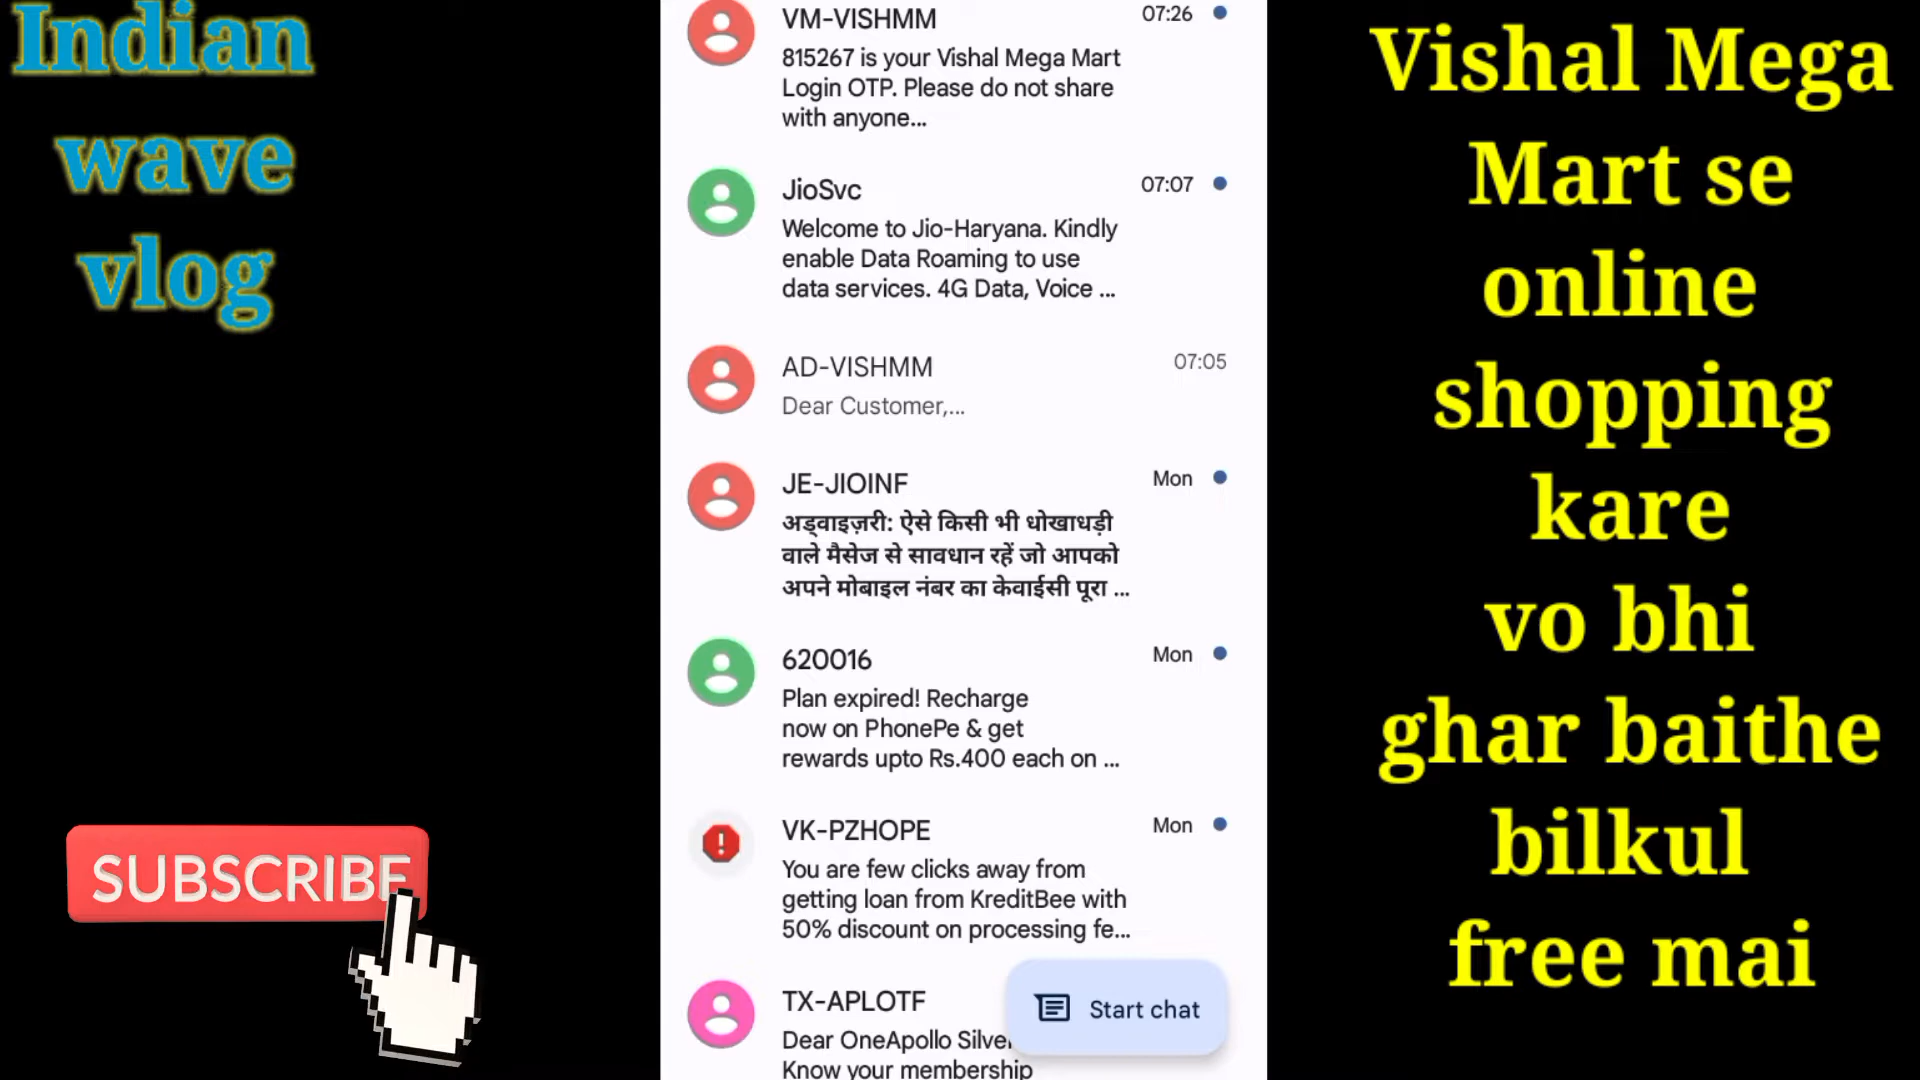 Indian
wave
vlog
SUBSCRIBE
VM-VISHMM
07:26
815267 is your Vishal Mega Mart
Login OTP. Please do not share
with anyone...
JioSvc
07:07
Welcome to Jio-Haryana. Kindly
enable Data Roaming to use
data services. 4G Data, Voice ...
AD-VISHMM
07:05
Dear Customer,...
JE-JIOINF
Mon
अड्वाइज़री: ऐसे किसी भी धोखाधड़ी
वाले मैसेज से सावधान रहें जो आपको
अपने मोबाइल नंबर का केवाईसी पूरा ...
620016
Mon
Plan expired! Recharge
now on PhonePe & get
rewards upto Rs.400 each on ...
VK-PZHOPE
Mon
You are few clicks away from
getting loan from KreditBee with
50% discount on processing fe...
TX-APLOTF
Dear OneApollo Silver
Know your membership
Start chat
Vishal Mega
Mart se
online
shopping
kare
vo bhi
ghar baithe
bilkul
free mai